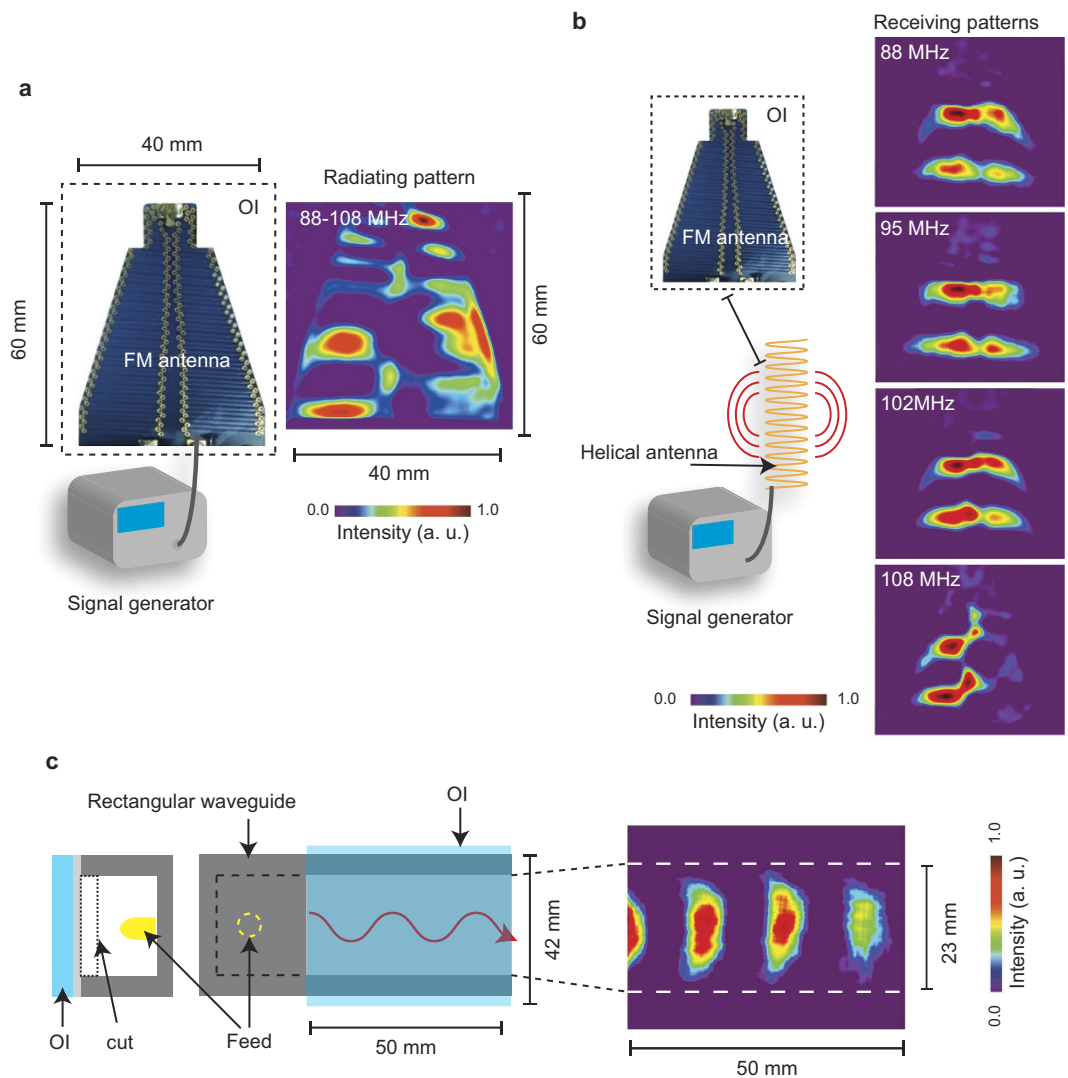 a
40 mm
60 mm
OI
FM antenna
Signal generator
Radiating pattern
88-108 MHz
60 mm
40 mm
0.0
1.0
Intensity (a. u.)
b
OI
FM antenna
Helical antenna
Signal generator
0.0
1.0
Intensity (a. u.)
Receiving patterns
88 MHz
95 MHz
102MHz
108 MHz
c
Rectangular waveguide
OI
OI
cut
Feed
50 mm
42 mm
23 mm
50 mm
1.0
Intensity (a. u.)
0.0